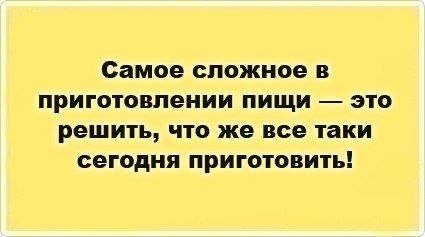 Самое сложное в
приготовлении пищи — это
решить, что же все таки
сегодня приготовить!